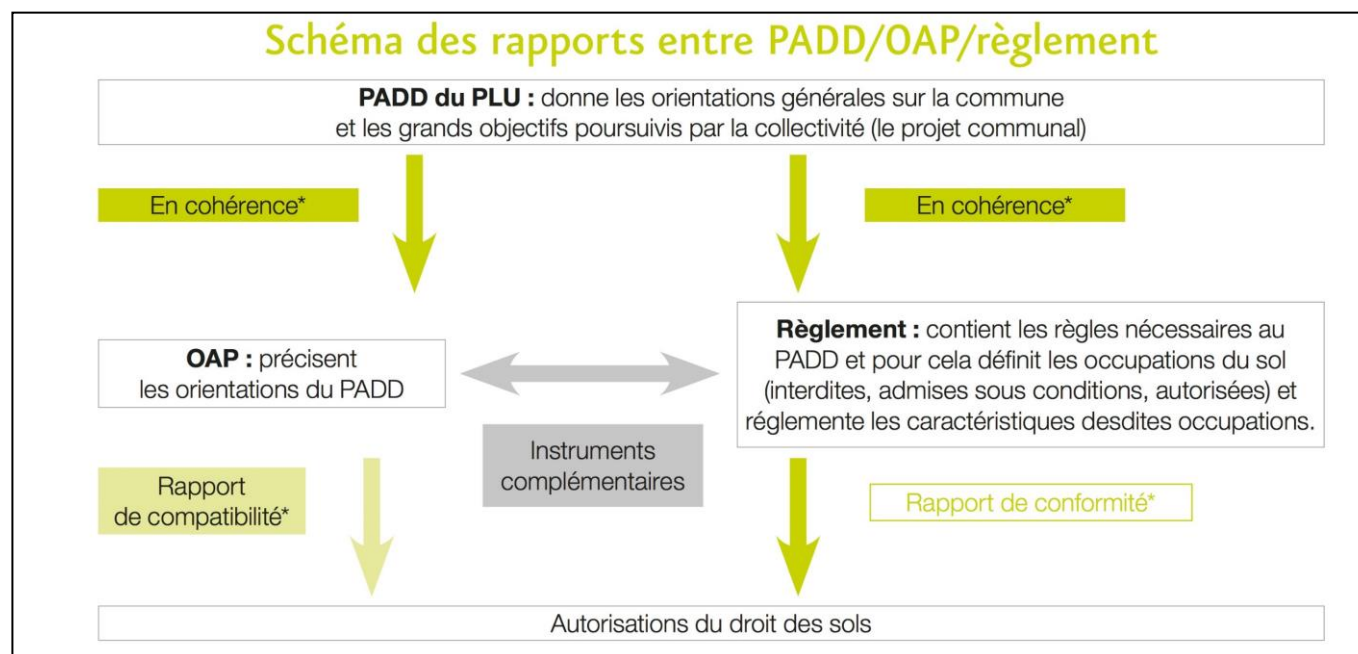 Schéma des rapports entre PADD/OAP/règlement
PADD du PLU : donne les orientations générales sur la commune
et les grands objectifs poursuivis par la collectivité (le projet communal)
En cohérence*
En cohérence*
OAP : précisent
les orientations du PADD
Règlement : contient les règles nécessaires au
PADD et pour cela définit les occupations du sol
(interdites, admises sous conditions, autorisées) et
réglemente les caractéristiques desdites occupations.
Instruments
complémentaires
Rapport
de compatibilité*
Rapport de conformité*
Autorisations du droit des sols